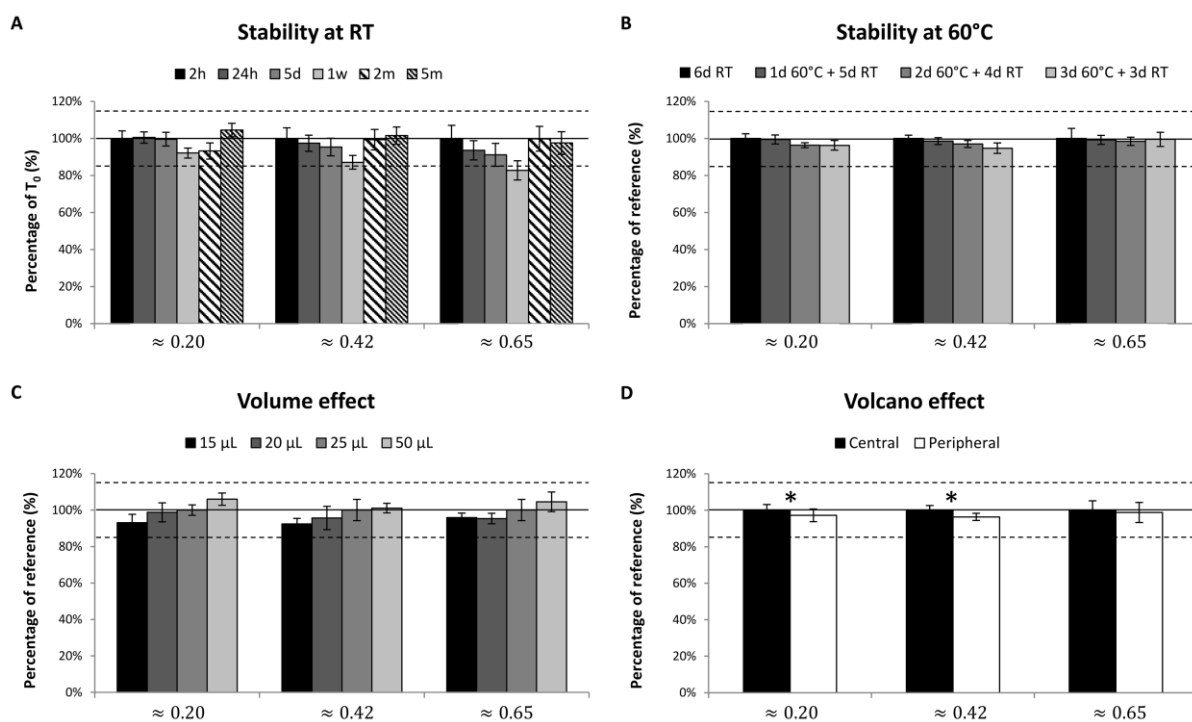 A
Stability at RT
2h 24h 5d 1w 2m 5m
Percentage of T0 (%)
120%
100%
80%
60%
40%
20%
0%
≈ 0.20 ≈ 0.42 ≈ 0.65
B
Stability at 60°C
6d RT 1d 60°C + 5d RT 2d 60°C + 4d RT 3d 60°C + 3d RT
Percentage of reference (%)
120%
100%
80%
60%
40%
20%
0%
≈ 0.20 ≈ 0.42 ≈ 0.65
C
Volume effect
15 µL 20 µL 25 µL 50 µL
Percentage of reference (%)
120%
100%
80%
60%
40%
20%
0%
≈ 0.20 ≈ 0.42 ≈ 0.65
D
Volcano effect
Central Peripheral
Percentage of reference (%)
120%
100%
80%
60%
40%
20%
0%
* *
≈ 0.20 ≈ 0.42 ≈ 0.65